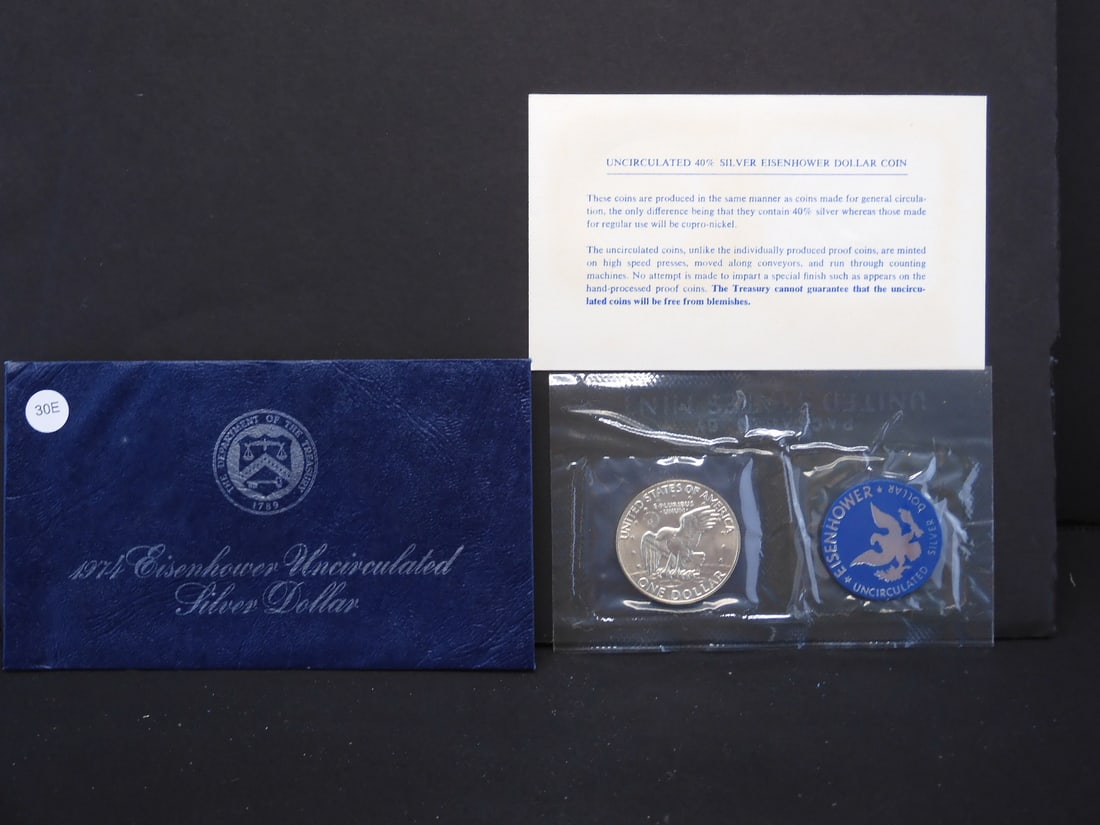 UNCIRCULATED 40% SILVER EISENHOWER DOLLAR COIN
These coins are produced in the same manner as coins made for general circula-
tion, the only difference being that they contain 40% silver whereas those made
for regular use will be cupro-nickel.
The uncirculated coins, unlike the individually produced proof coins, are minted
on high speed presses, moved along conveyors, and run through counting
machines. No attempt is made to impart a special finish such as appears on the
hand-processed proof coins. The Treasury cannot guarantee that the uncircu-
lated coins will be free from blemishes.
30E
THE DEPARTMENT OF THE TREASURY
1789
1974 Eisenhower Uncirculated
Silver Dollar
PACKED BY
UNITED STATES MINT
UNITED STATES OF AMERICA
E PLURIBUS
UNUM
ONE DOLLAR
EISENHOWER
SILVER DOLLAR
UNCIRCULATED